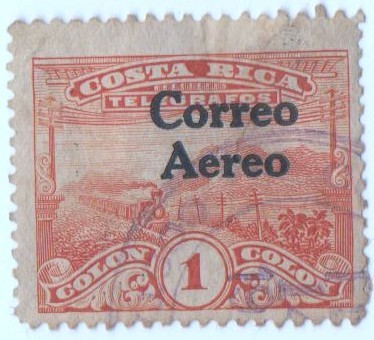 COSTA RICA
TELEGRAFOS
Correo
Aereo
COLON 1 COLON